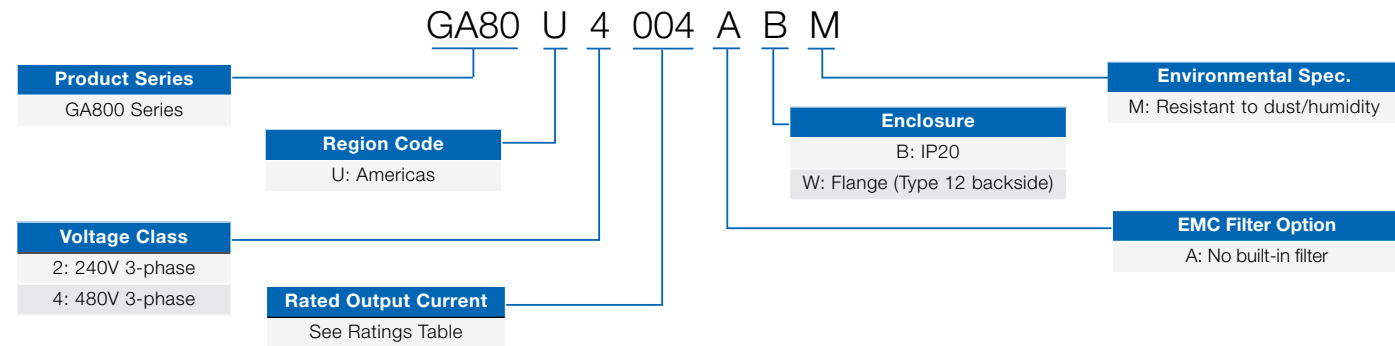 GA80 U 4 004 A B M
Product Series
GA800 Series
Environmental Spec.
M: Resistant to dust/humidity
Region Code
U: Americas
Enclosure
B: IP20
W: Flange (Type 12 backside)
Voltage Class
2: 240V 3-phase
4: 480V 3-phase
EMC Filter Option
A: No built-in filter
Rated Output Current
See Ratings Table